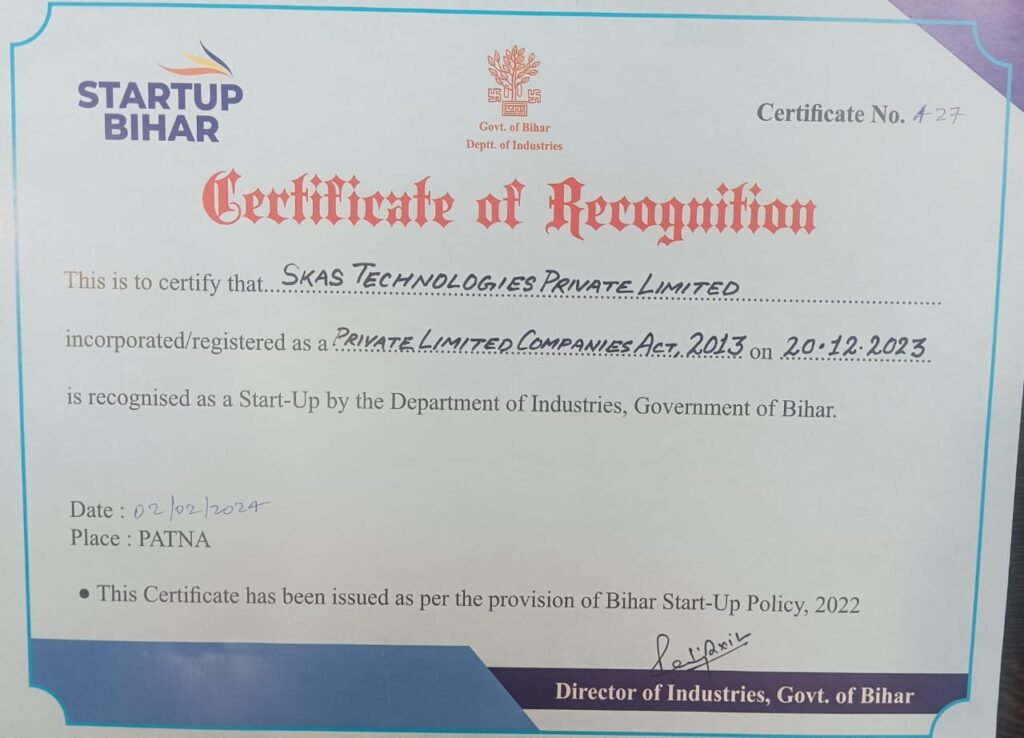 STARTUP
BIHAR
Govt. of Bihar
Deptt. of Industries
Certificate No. A-27
Certificate of Recognition
This is to certify that SKAS TECHNOLOGIES PRIVATE LIMITED
incorporated/registered as a PRIVATE LIMITED COMPANIES ACT, 2013 on 20.12.2023
is recognised as a Start-Up by the Department of Industries, Government of Bihar.
Date : 02/02/2024
Place : PATNA
• This Certificate has been issued as per the provision of Bihar Start-Up Policy, 2022
Director of Industries, Govt. of Bihar